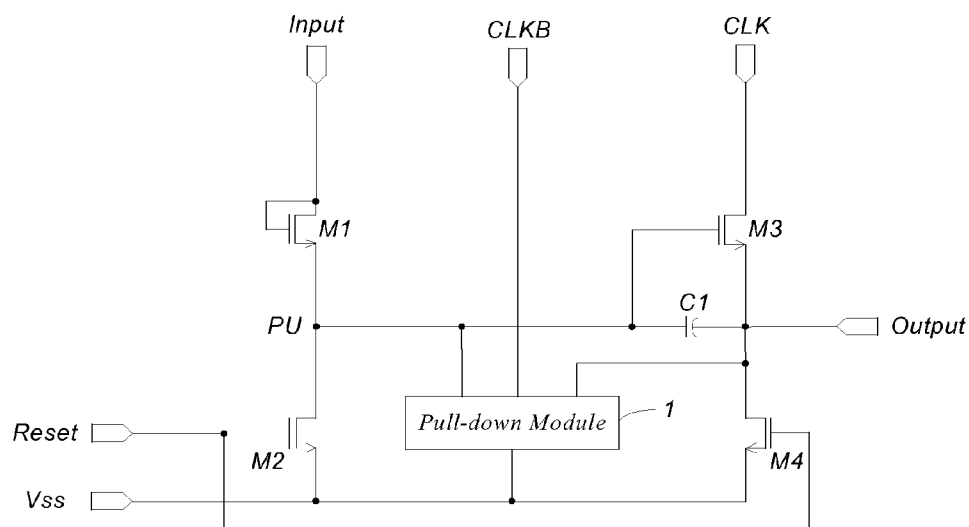 Input
CLKB
CLK
M1
M3
C1
PU
Output
Pull-down Module
1
Reset
M2
M4
Vss